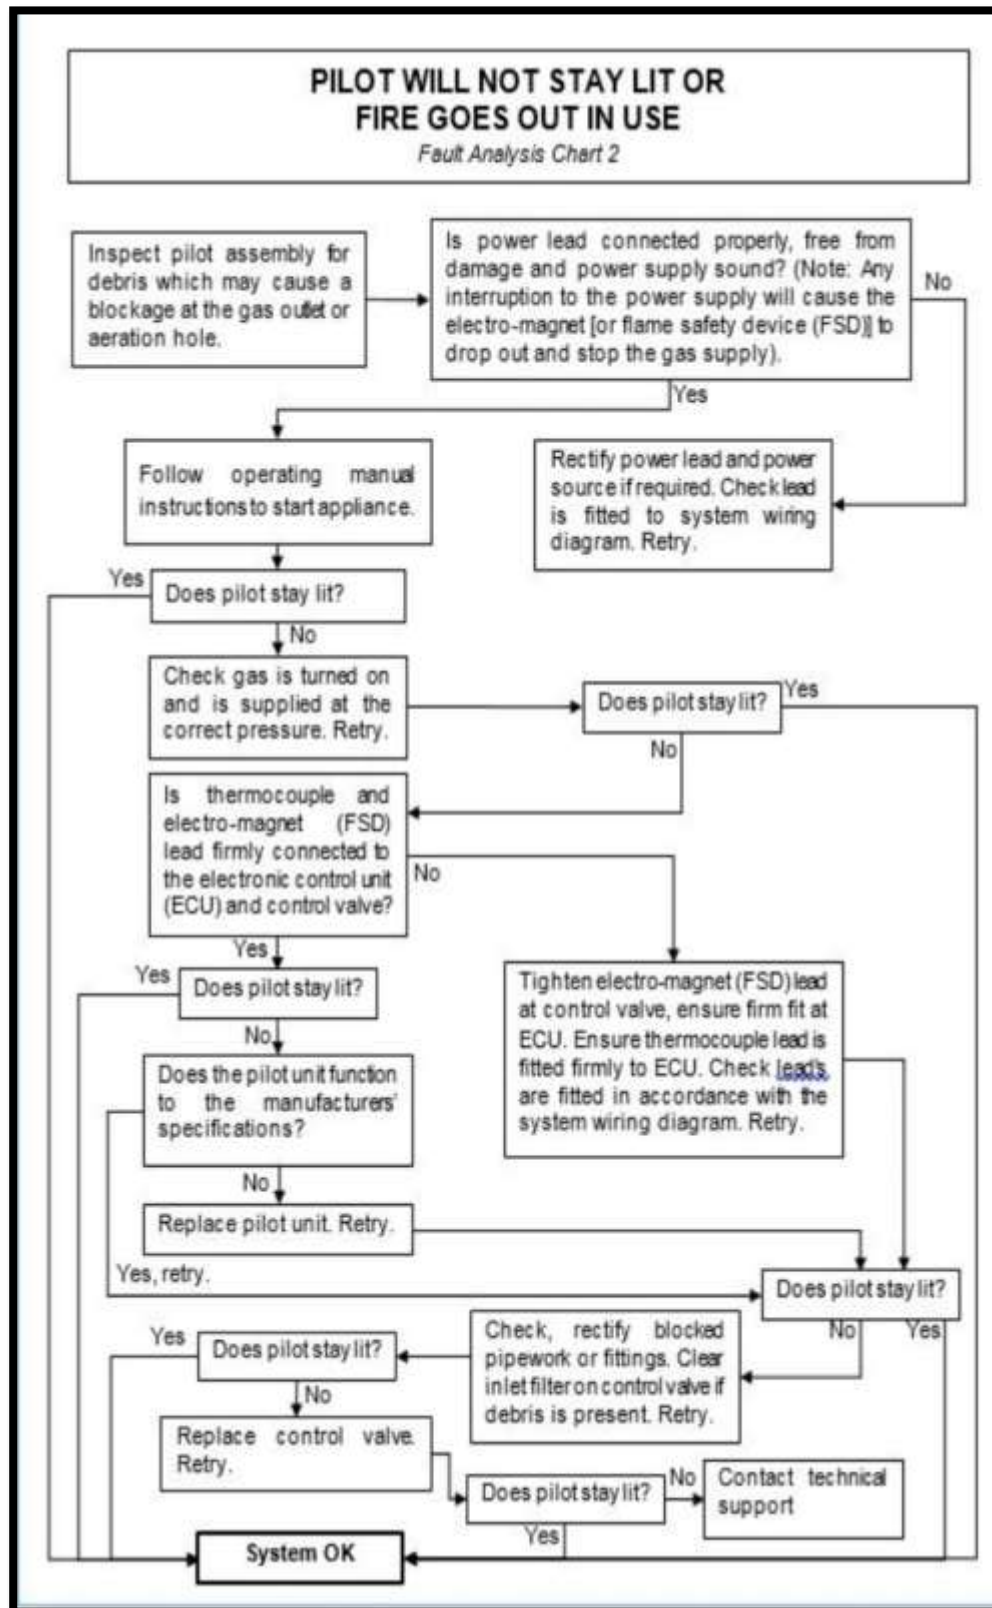 PILOT WILL NOT STAY LIT OR
FIRE GOES OUT IN USE
Fault Analysis Chart 2
Inspect pilot assembly for
debris which may cause a
blockage at the gas outlet or
aeration hole.
Is power lead connected properly, free from
damage and power supply sound? (Note: Any
interruption to the power supply will cause the
electro-magnet [or flame safety device (FSD)] to
drop out and stop the gas supply).
No
Yes
Follow operating manual
instructions to start appliance.
Rectify power lead and power
source if required. Check lead
is fitted to system wiring
diagram. Retry.
Yes
Does pilot stay lit?
No
Check gas is turned on
and is supplied at the
correct pressure. Retry.
Does pilot stay lit?
Yes
No
Is thermocouple and
electro-magnet (FSD)
lead firmly connected to
the electronic control unit
(ECU) and control valve?
No
Yes
Yes
Does pilot stay lit?
No
Tighten electro-magnet (FSD) lead
at control valve, ensure firm fit at
ECU. Ensure thermocouple lead is
fitted firmly to ECU. Check lead's
are fitted in accordance with the
system wiring diagram. Retry.
Does the pilot unit function
to the manufacturers'
specifications?
No
Replace pilot unit. Retry.
Yes, retry.
Does pilot stay lit?
No
Yes
Check, rectify blocked
pipework or fittings. Clear
inlet filter on control valve if
debris is present. Retry.
Yes
Does pilot stay lit?
No
Replace control valve.
Retry.
Does pilot stay lit?
No
Contact technical
support
Yes
System OK